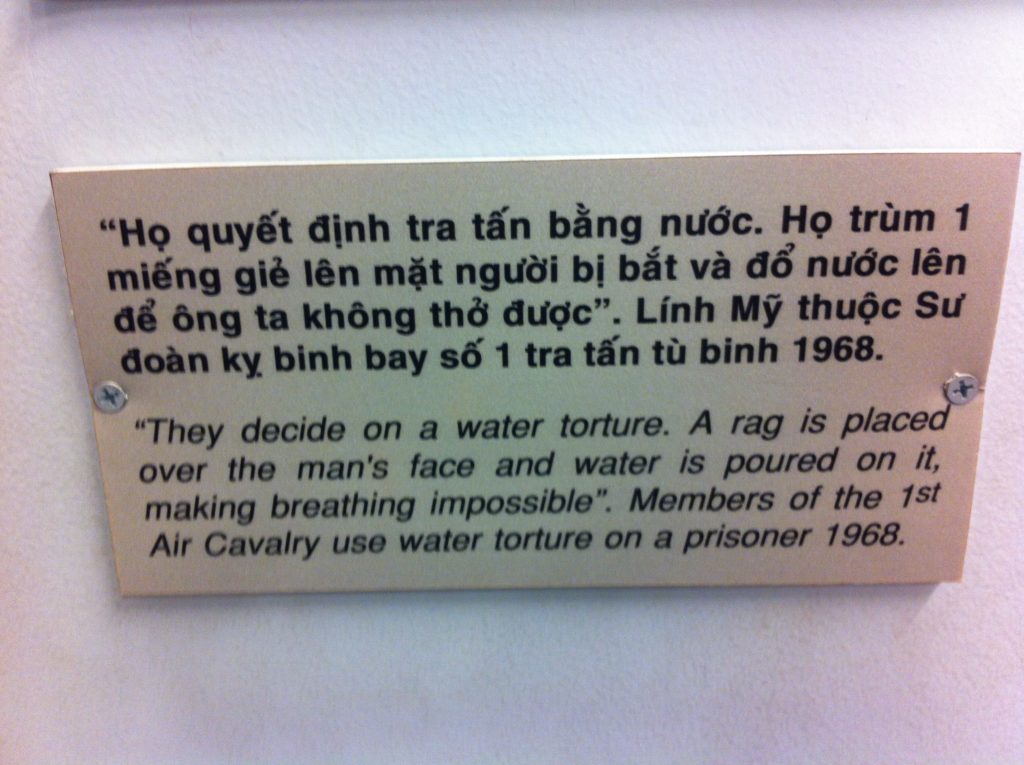 “Họ quyết định tra tấn bằng nước. Họ trùm 1
miếng giẻ lên mặt người bị bắt và đổ nước lên
để ông ta không thở được”. Lính Mỹ thuộc Sư
đoàn kỵ binh bay số 1 tra tấn tù binh 1968.
“They decide on a water torture. A rag is placed
over the man's face and water is poured on it,
making breathing impossible”. Members of the 1st
Air Cavalry use water torture on a prisoner 1968.